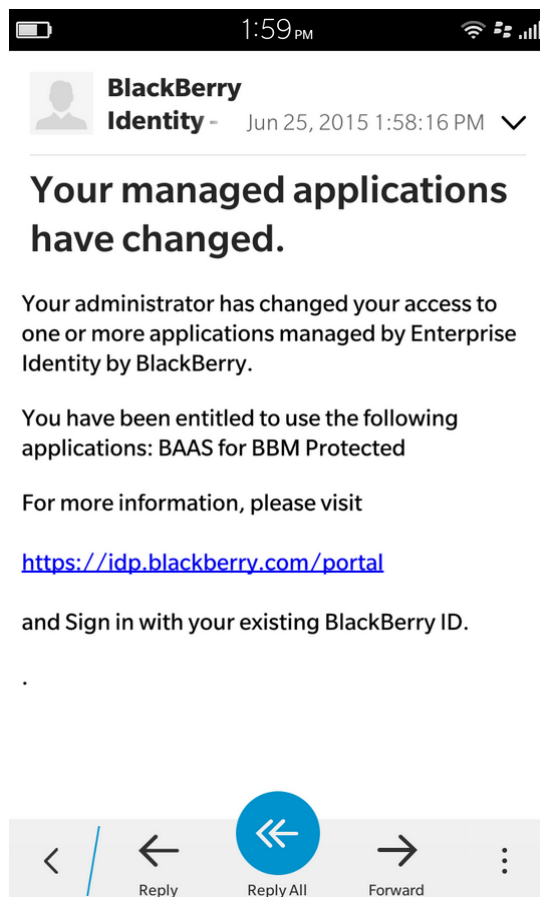 1:59 PM
BlackBerry
Identity - Jun 25, 2015 1:58:16 PM
Your managed applications
have changed.
Your administrator has changed your access to
one or more applications managed by Enterprise
Identity by BlackBerry.
You have been entitled to use the following
applications: BAAS for BBM Protected
For more information, please visit
https://idp.blackberry.com/portal
and Sign in with your existing BlackBerry ID.
.
Reply Reply All Forward